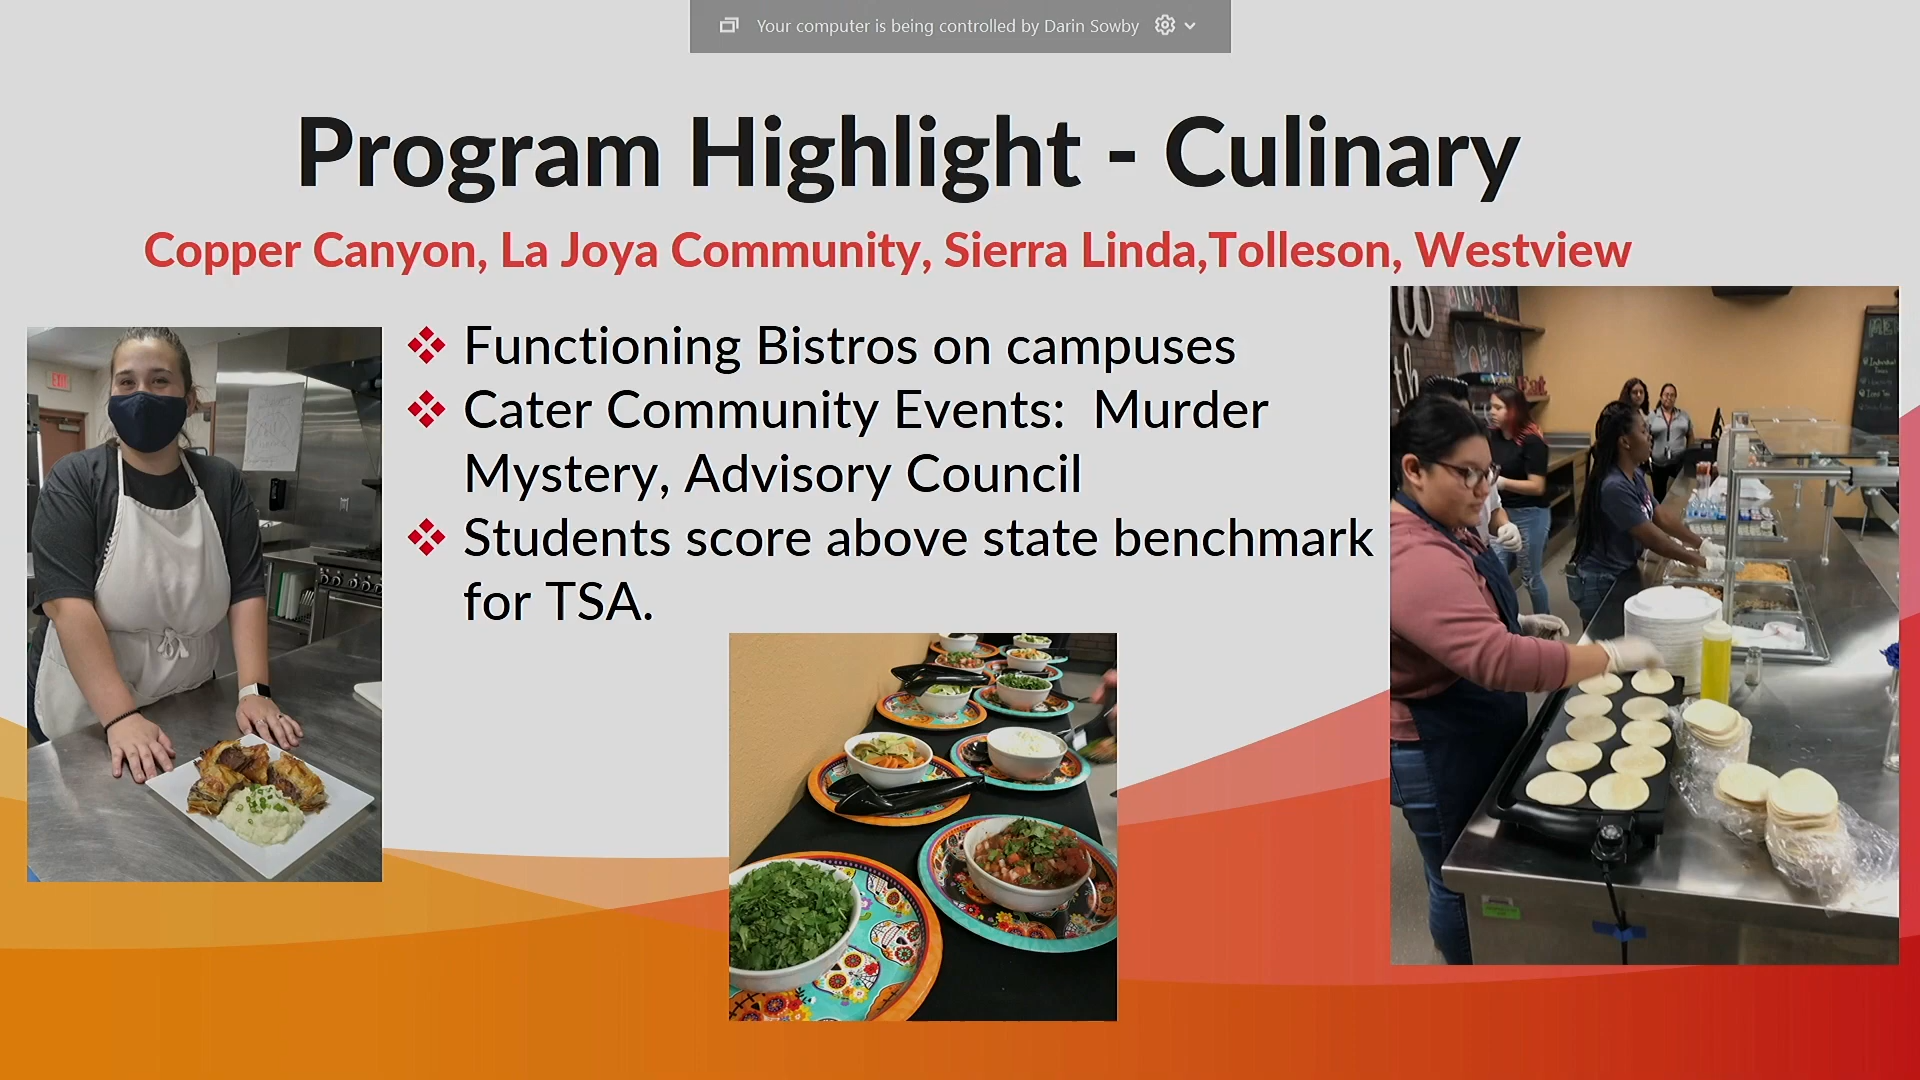 Your computer is being controlled by Darin Sowby
Program Highlight - Culinary
Copper Canyon, La Joya Community, Sierra Linda,Tolleson, Westview
❖ Functioning Bistros on campuses
❖ Cater Community Events:  Murder
Mystery, Advisory Council
❖ Students score above state benchmark
for TSA.
EXIT